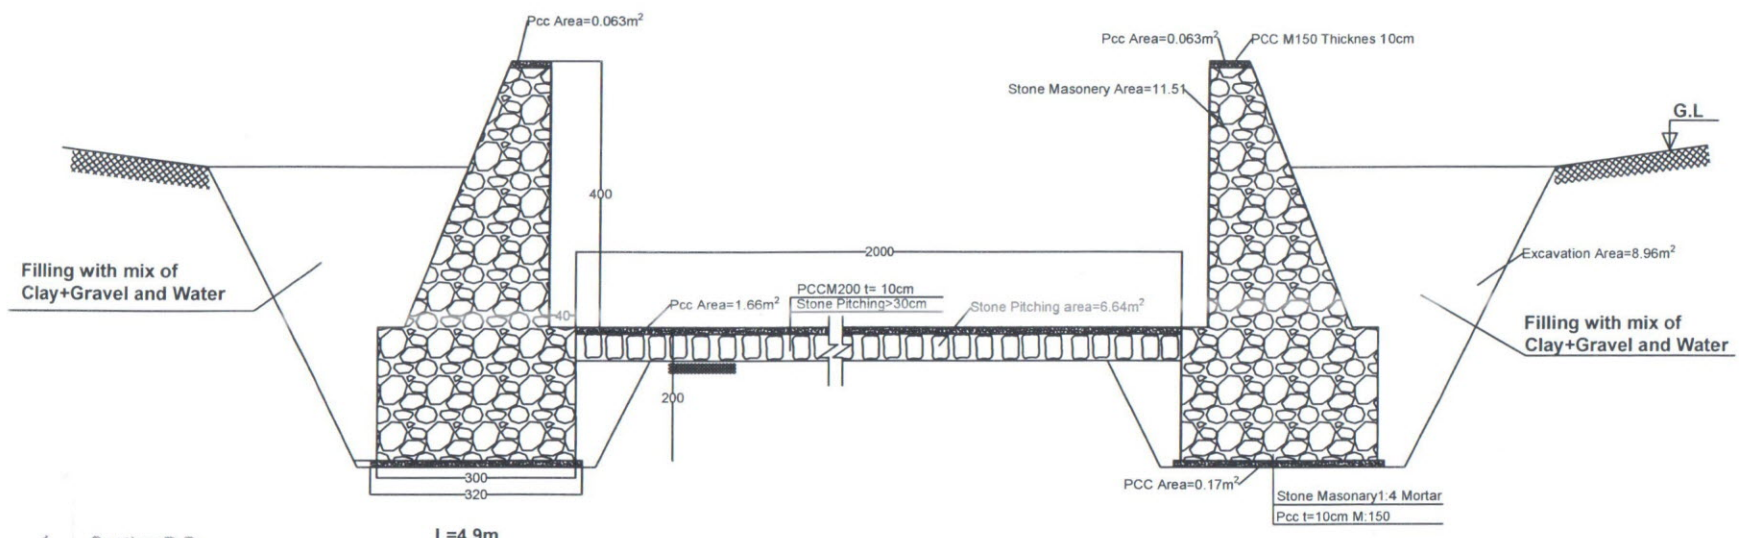 Pcc Area=0.063m²
Pcc Area=0.063m²
PCC M150 Thicknes 10cm
Stone Masonery Area=11.51
G.L
400
2000
Filling with mix of
Clay+Gravel and Water
Excavation Area=8.96m²
Pcc Area=1.66m²
PCCM200 t= 10cm
Stone Pitching>30cm
Stone Pitching area=6.64m²
40
Filling with mix of
Clay+Gravel and Water
200
300
320
PCC Area=0.17m²
Stone Masonary1:4 Mortar
Pcc t=10cm M:150
L=4.9m